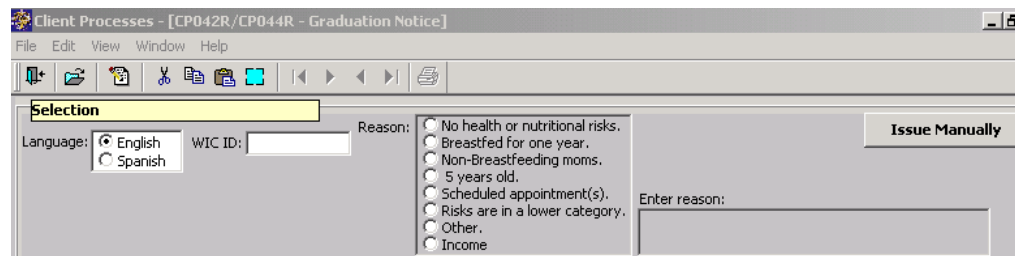 Client Processes - [CP042R/CP044R - Graduation Notice]
File Edit View Window Help
Selection
Language: English
Spanish
WIC ID:
Reason: No health or nutritional risks.
Breastfed for one year.
Non-Breastfeeding moms.
5 years old.
Scheduled appointment(s).
Risks are in a lower category.
Other.
Income
Issue Manually
Enter reason: